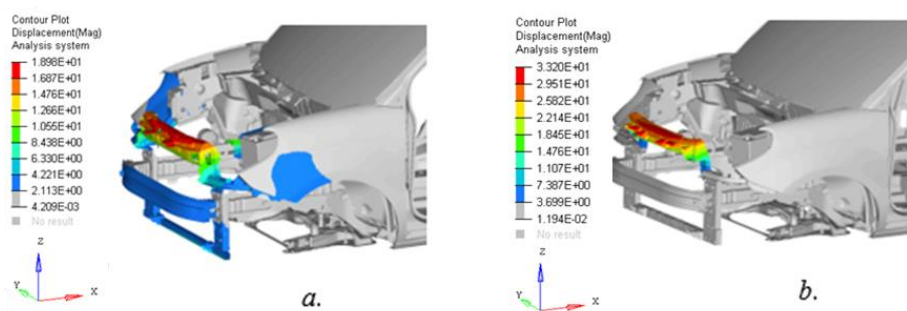 Contour Plot
Displacement(Mag)
Analysis system
1.898E+01
1.687E+01
1.476E+01
1.266E+01
1.055E+01
8.438E+00
6.330E+00
4.221E+00
2.113E+00
4.209E-03
No result
Z
Y
X
a.
Contour Plot
Displacement(Mag)
Analysis system
3.320E+01
2.951E+01
2.582E+01
2.214E+01
1.845E+01
1.476E+01
1.107E+01
7.387E+00
3.699E+00
1.194E-02
No result
Z
Y
X
b.